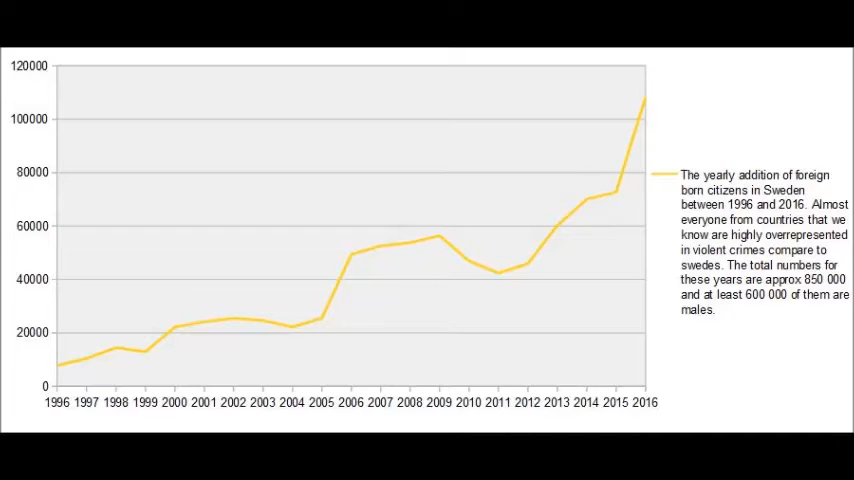 120000
100000
80000
60000
40000
20000
0
1996 1997 1998 1999 2000 2001 2002 2003 2004 2005 2006 2007 2008 2009 2010 2011 2012 2013 2014 2015 2016
The yearly addition of foreign
born citizens in Sweden
between 1996 and 2016. Almost
everyone from countries that we
know are highly overrepresented
in violent crimes compare to
swedes. The total numbers for
these years are approx 850 000
and at least 600 000 of them are
males.